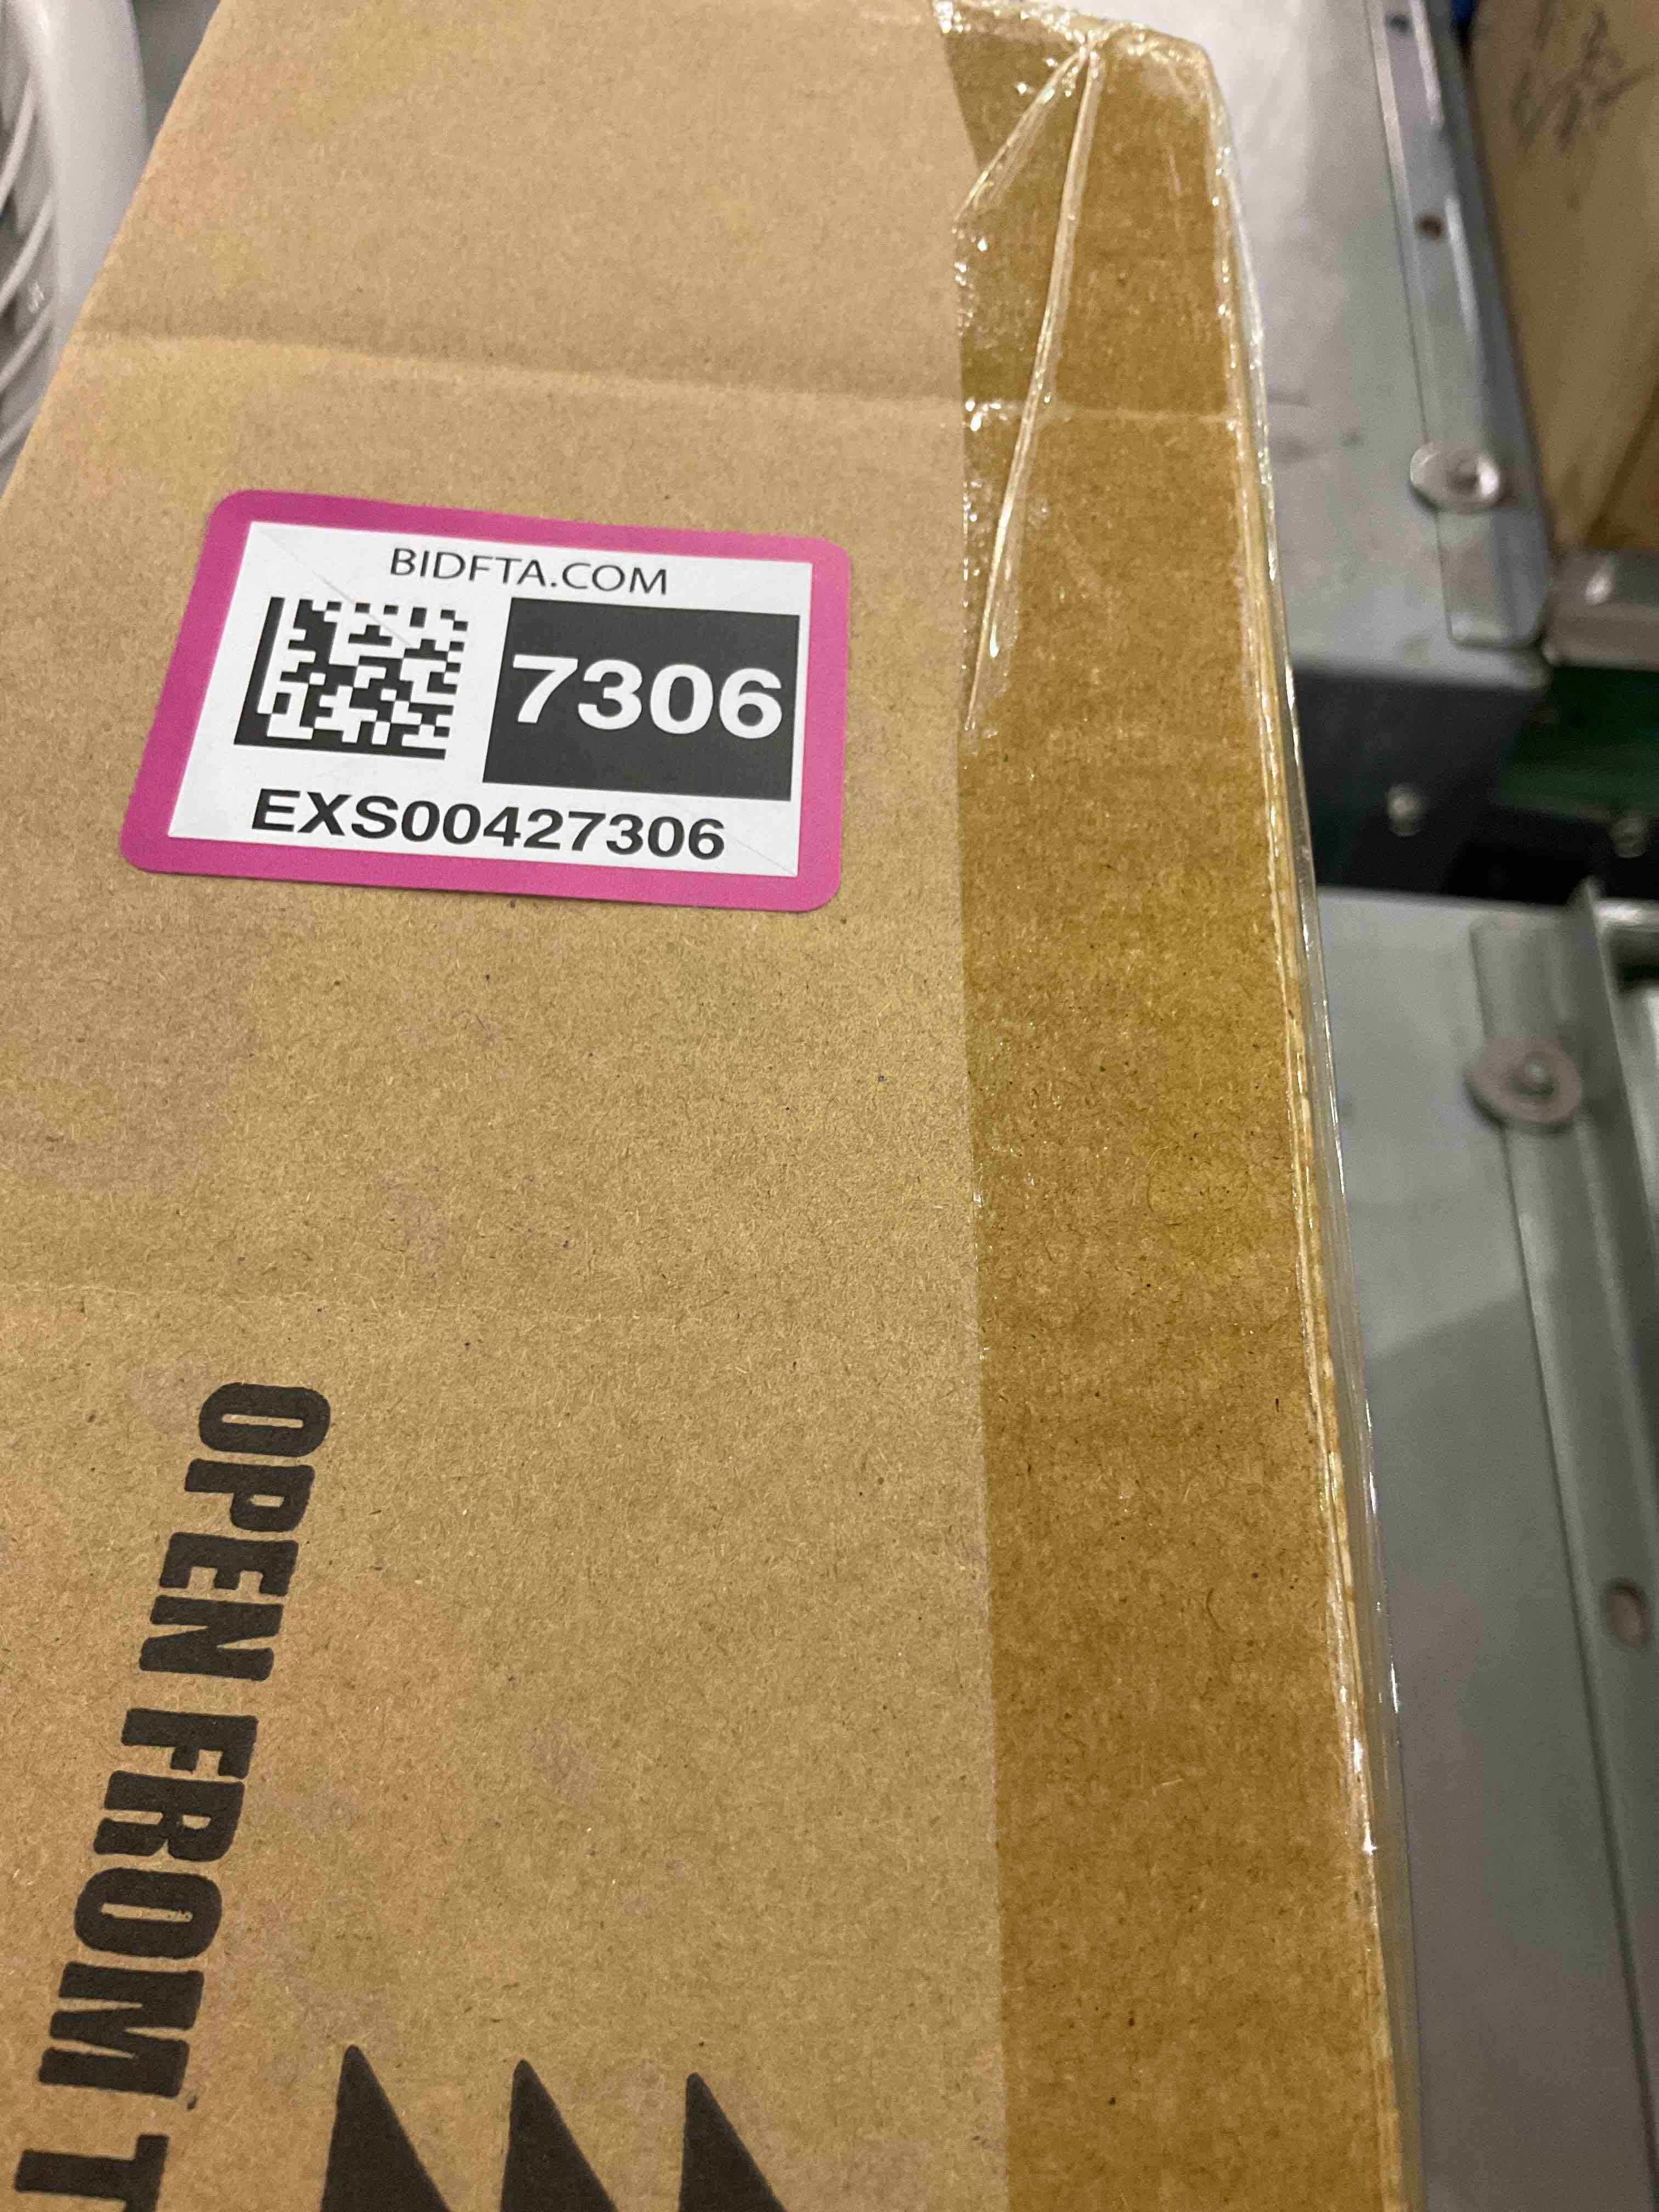 BIDFTA.COM
7306
EXS00427306
OPEN FROM T